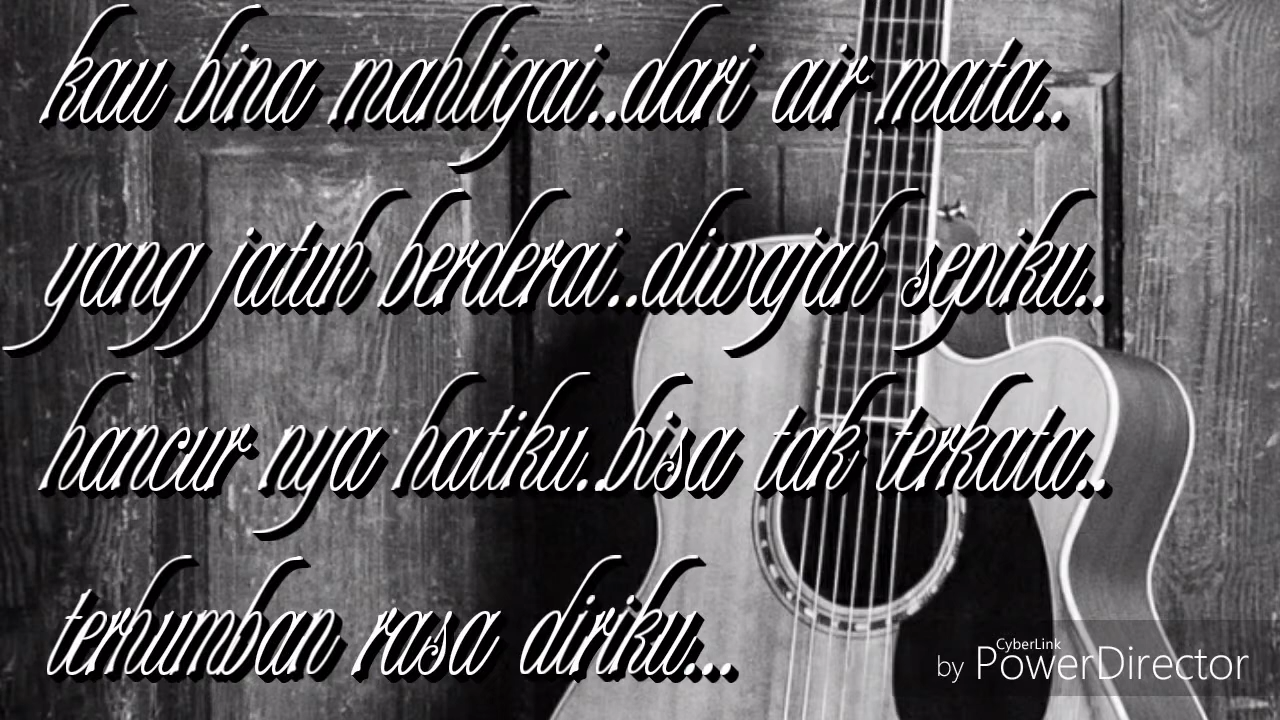 kau bina mahligai..dari air mata..
yang jatuh berderai..diwajah sepiku..
hancur nya hatiku..bisa tak terkata..
terhumban rasa diriku...
by CyberLink PowerDirector